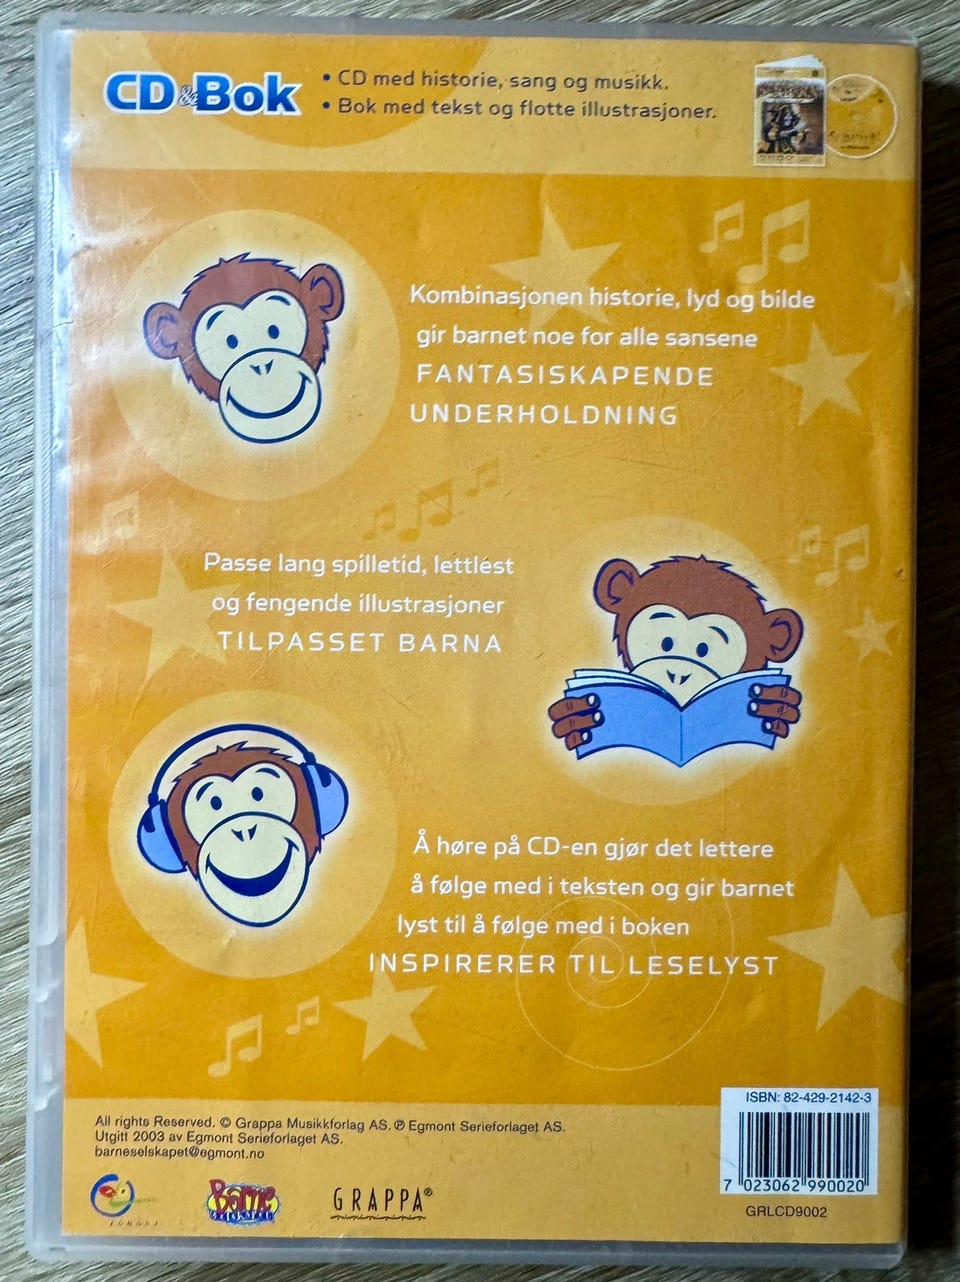 CD & Bok
• CD med historie, sang og musikk.
• Bok med tekst og flotte illustrasjoner.
Kombinasjonen historie, lyd og bilde
gir barnet noe for alle sansene
FANTASISKAPENDE
UNDERHOLDNING
Passe lang spilletid, lettlest
og fengende illustrasjoner
TILPASSET BARNA
Å høre på CD-en gjør det lettere
å følge med i teksten og gir barnet
lyst til å følge med i boken
INSPIRERER TIL LESELYST
ISBN: 82-429-2142-3
All rights Reserved. © Grappa Musikkforlag AS. ℗ Egmont Serieforlaget AS.
Utgitt 2003 av Egmont Serieforlaget AS.
barneselskapet@egmont.no
7 023062 990020
EGMONT
Barne
selskapet
GRAPPA®
GRLCD9002